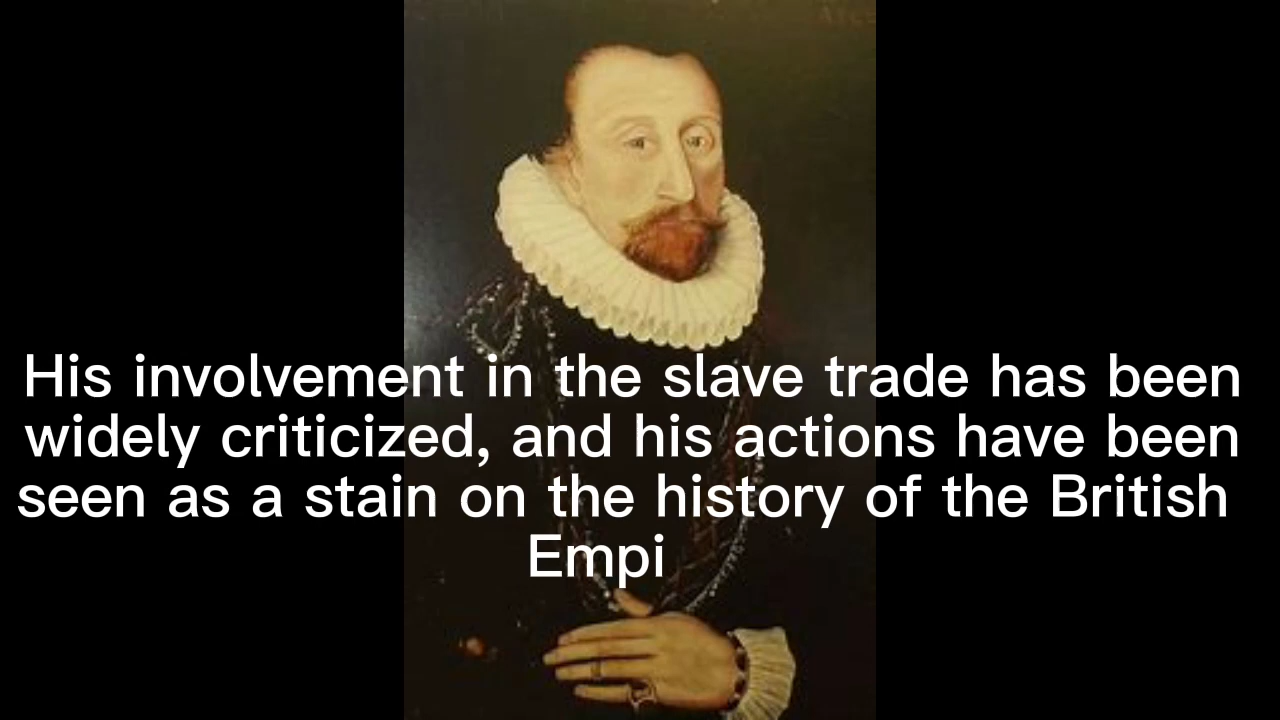 His involvement in the slave trade has been
widely criticized, and his actions have been
seen as a stain on the history of the British
Empi